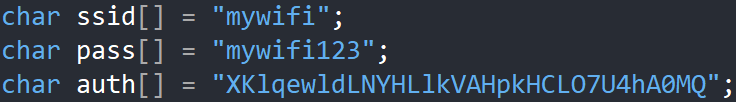 char ssid[] = "mywifi";
char pass[] = "mywifi123";
char auth[] = "XKlqewldLNYHLlkVAHpkHCLO7U4hA0MQ";